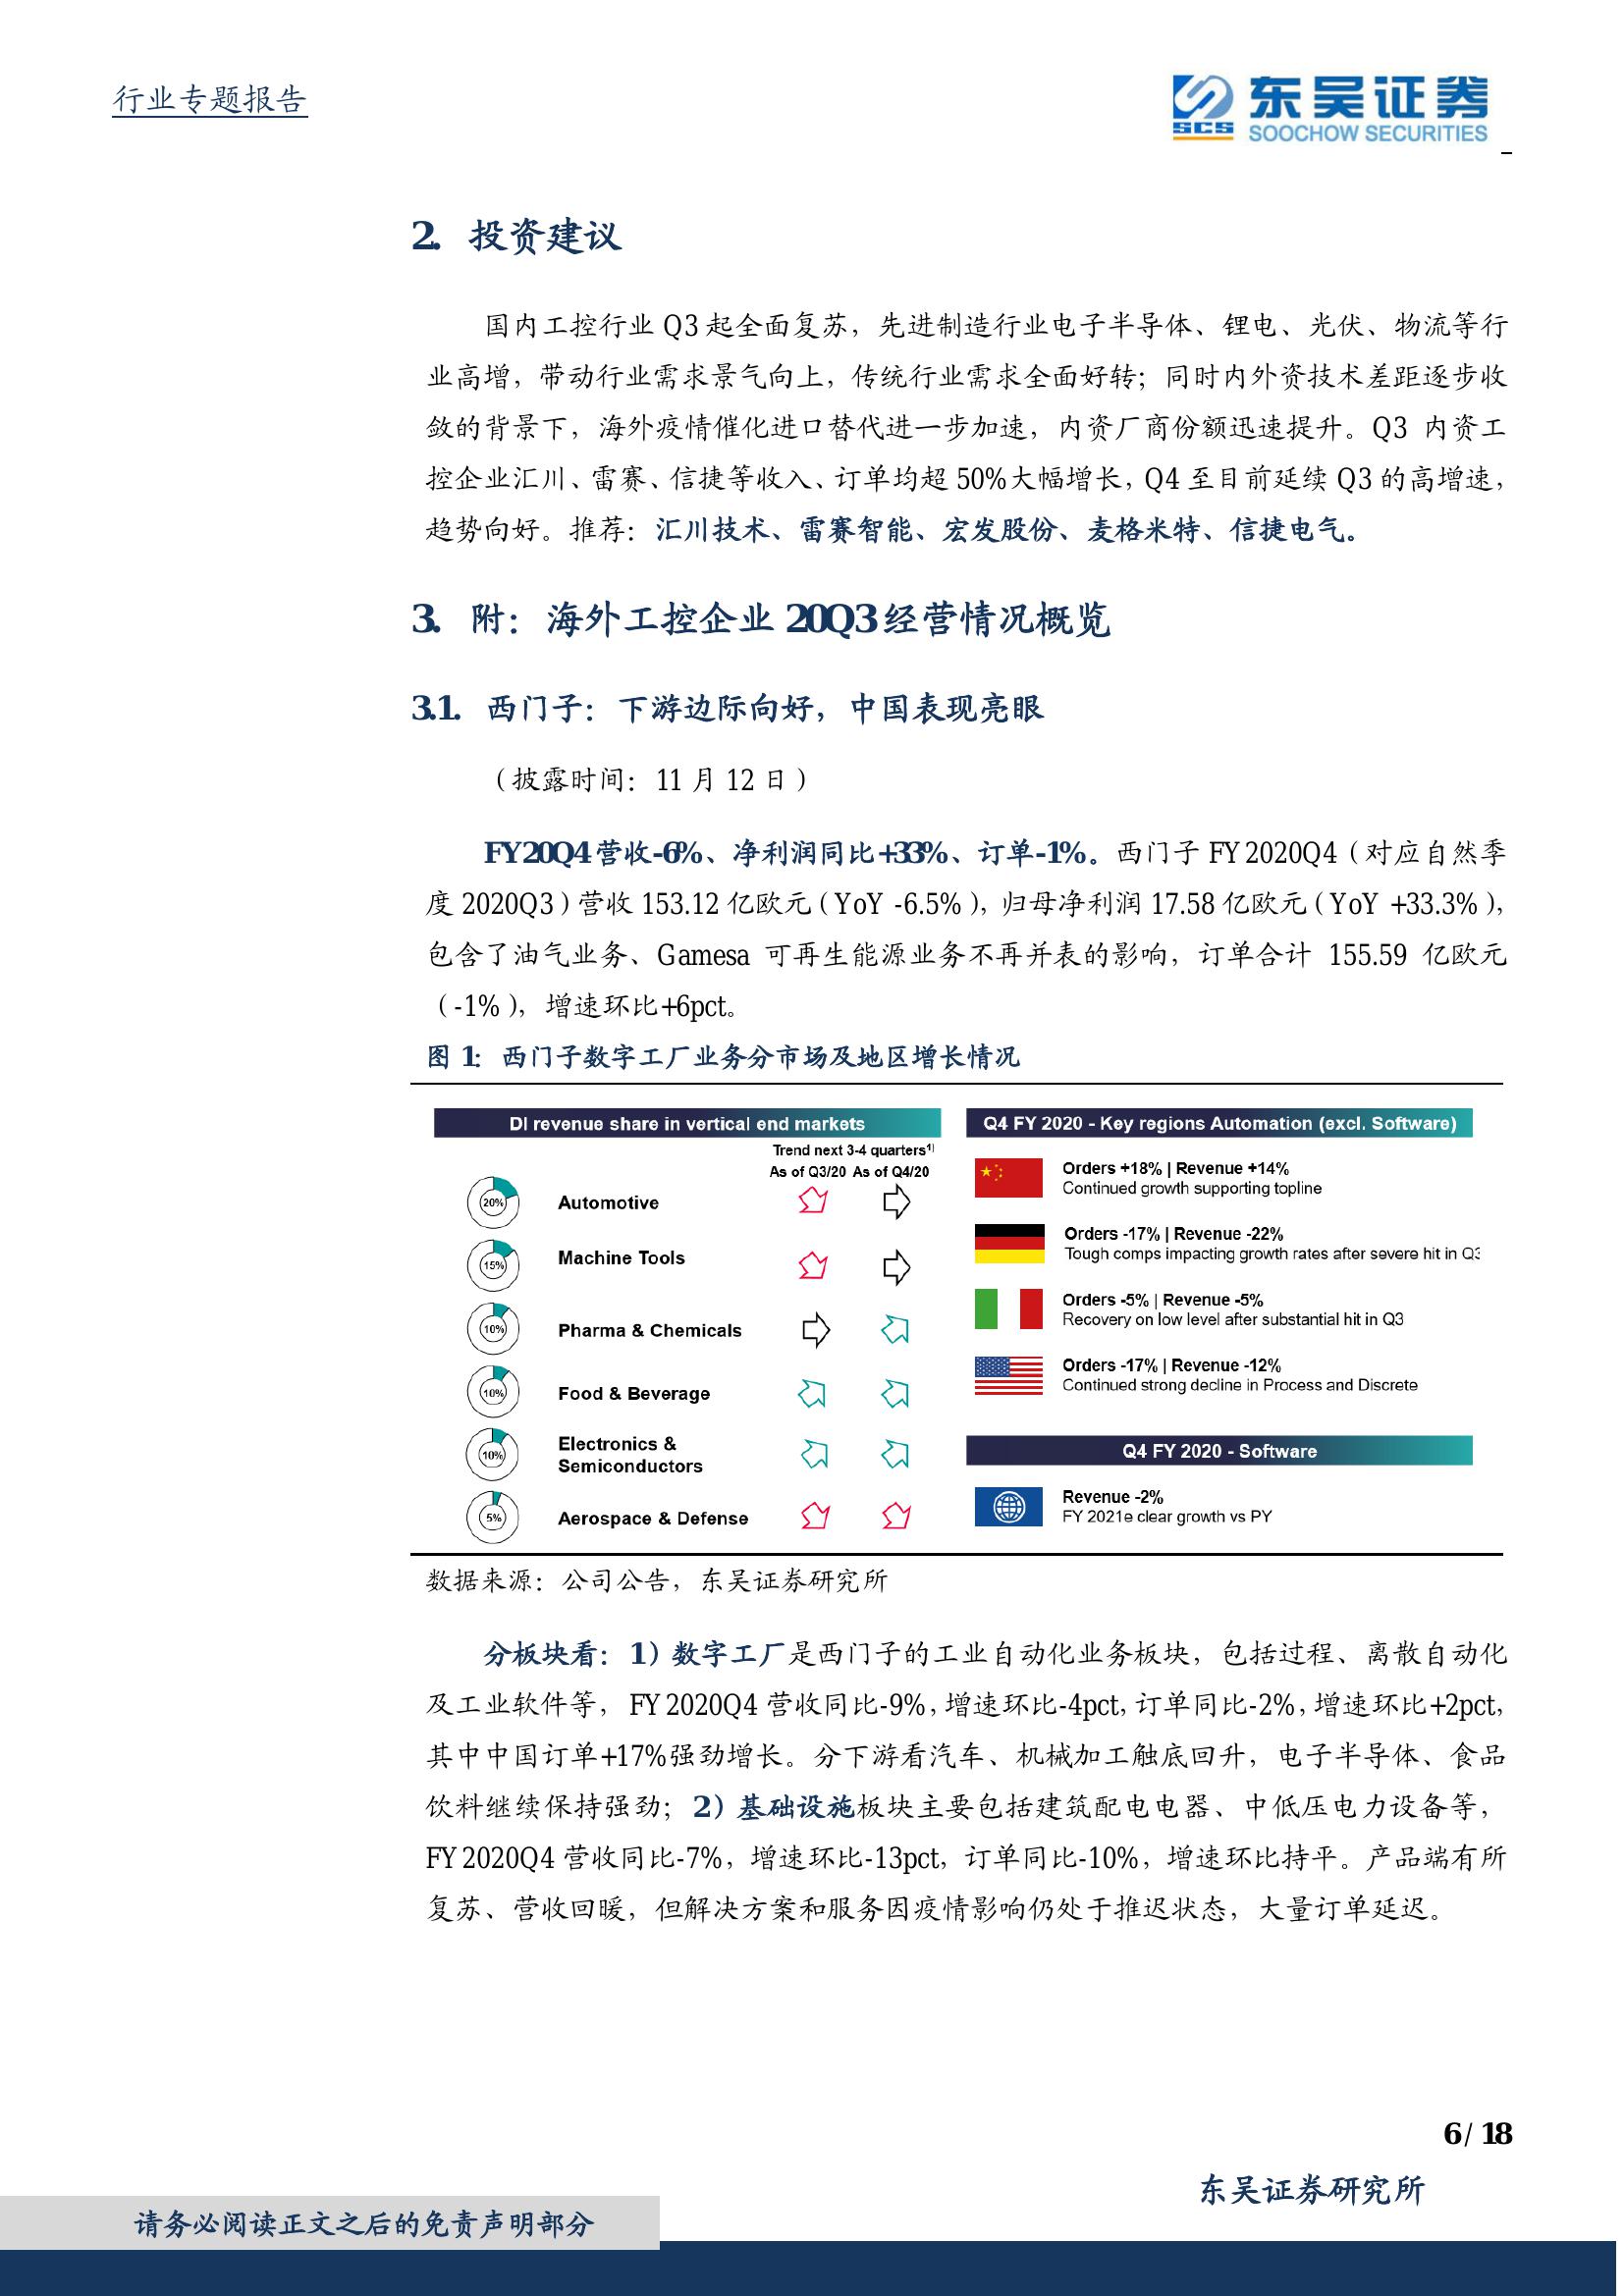 行业专题报告
SCS 东吴证券
SOOCHOW SECURITIES
2. 投资建议
国内工控行业 Q3 起全面复苏，先进制造行业电子半导体、锂电、光伏、物流等行
业高增，带动行业需求景气向上，传统行业需求全面好转；同时内外资技术差距逐步收
敛的背景下，海外疫情催化进口替代进一步加速，内资厂商份额迅速提升。Q3 内资工
控企业汇川、雷赛、信捷等收入、订单均超 50%大幅增长，Q4 至目前延续 Q3 的高增速，
趋势向好。推荐：汇川技术、雷赛智能、宏发股份、麦格米特、信捷电气。
3. 附：海外工控企业 20Q3 经营情况概览
3.1. 西门子：下游边际向好，中国表现亮眼
（披露时间：11 月 12 日）
FY20Q4 营收-6%、净利润同比+33%、订单-1%。西门子 FY2020Q4（对应自然季
度 2020Q3）营收 153.12 亿欧元（YoY -6.5%），归母净利润 17.58 亿欧元（YoY +33.3%），
包含了油气业务、Gamesa 可再生能源业务不再并表的影响，订单合计 155.59 亿欧元
（-1%），增速环比+6pct。
图 1：西门子数字工厂业务分市场及地区增长情况
DI revenue share in vertical end markets
Trend next 3-4 quarters1)
As of Q3/20 As of Q4/20
20% Automotive
15% Machine Tools
10% Pharma & Chemicals
10% Food & Beverage
10% Electronics &
Semiconductors
5% Aerospace & Defense
Q4 FY 2020 - Key regions Automation (excl. Software)
Orders +18% | Revenue +14%
Continued growth supporting topline
Orders -17% | Revenue -22%
Tough comps impacting growth rates after severe hit in Q3
Orders -5% | Revenue -5%
Recovery on low level after substantial hit in Q3
Orders -17% | Revenue -12%
Continued strong decline in Process and Discrete
Q4 FY 2020 - Software
Revenue -2%
FY 2021e clear growth vs PY
数据来源：公司公告，东吴证券研究所
分板块看：1）数字工厂是西门子的工业自动化业务板块，包括过程、离散自动化
及工业软件等， FY2020Q4 营收同比-9%，增速环比-4pct，订单同比-2%，增速环比+2pct，
其中中国订单+17%强劲增长。分下游看汽车、机械加工触底回升，电子半导体、食品
饮料继续保持强劲；2）基础设施板块主要包括建筑配电电器、中低压电力设备等，
FY2020Q4 营收同比-7%，增速环比-13pct，订单同比-10%，增速环比持平。产品端有所
复苏、营收回暖，但解决方案和服务因疫情影响仍处于推迟状态，大量订单延迟。
6 / 18
东吴证券研究所
请务必阅读正文之后的免责声明部分